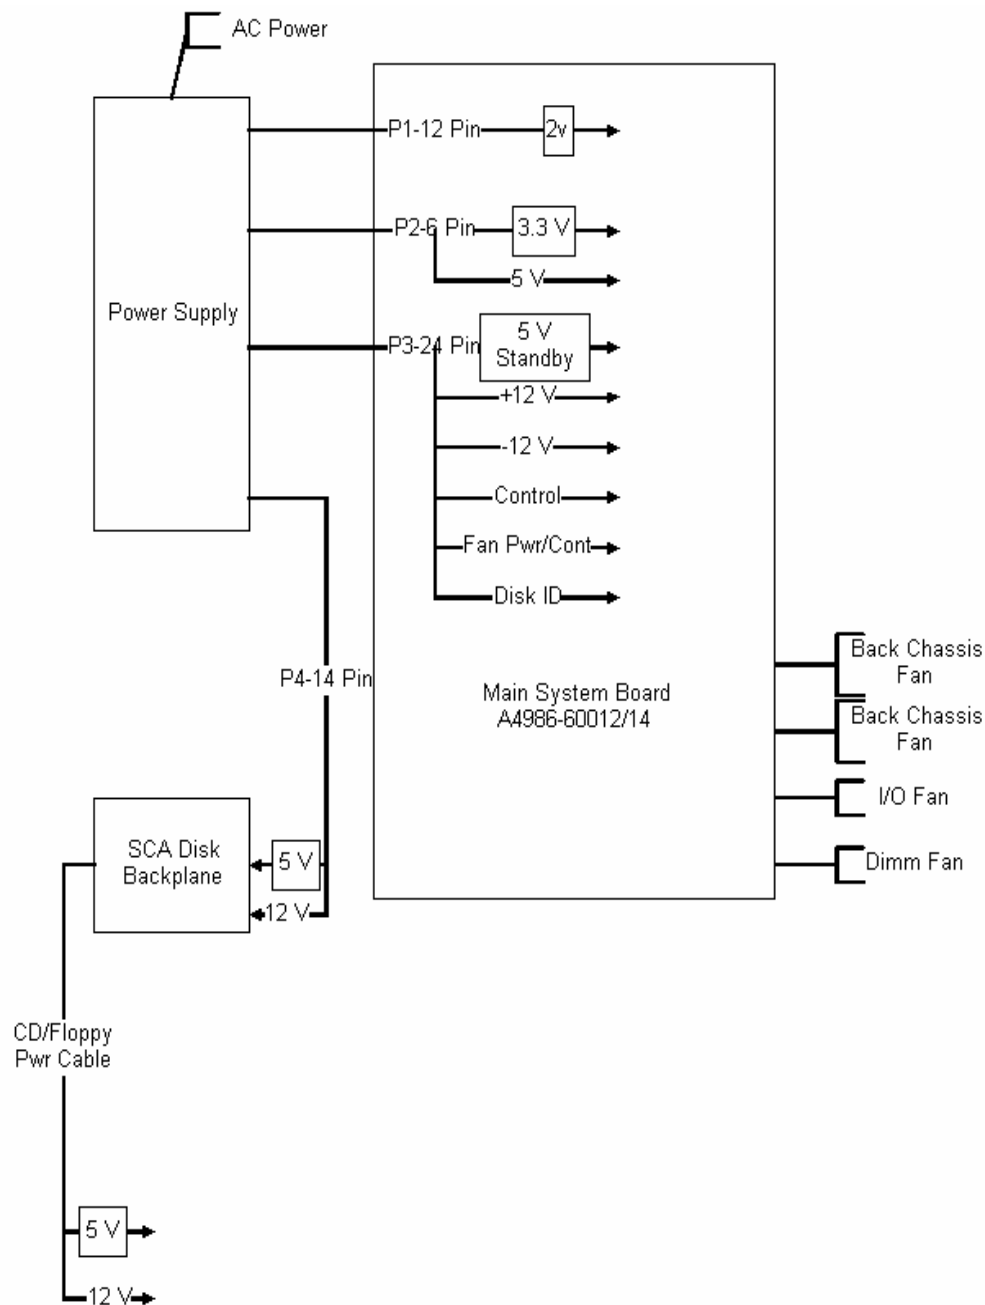 AC Power
P1-12 Pin
2v
P2-6 Pin
3.3 V
5 V
Power Supply
P3-24 Pin
5 V
Standby
+12 V
-12 V
Control
Fan Pwr/Cont
Disk ID
P4-14 Pin
Main System Board
A4986-60012/14
Back Chassis
Fan
Back Chassis
Fan
I/O Fan
Dimm Fan
SCA Disk
Backplane
5 V
12 V
CD/Floppy
Pwr Cable
5 V
12 V